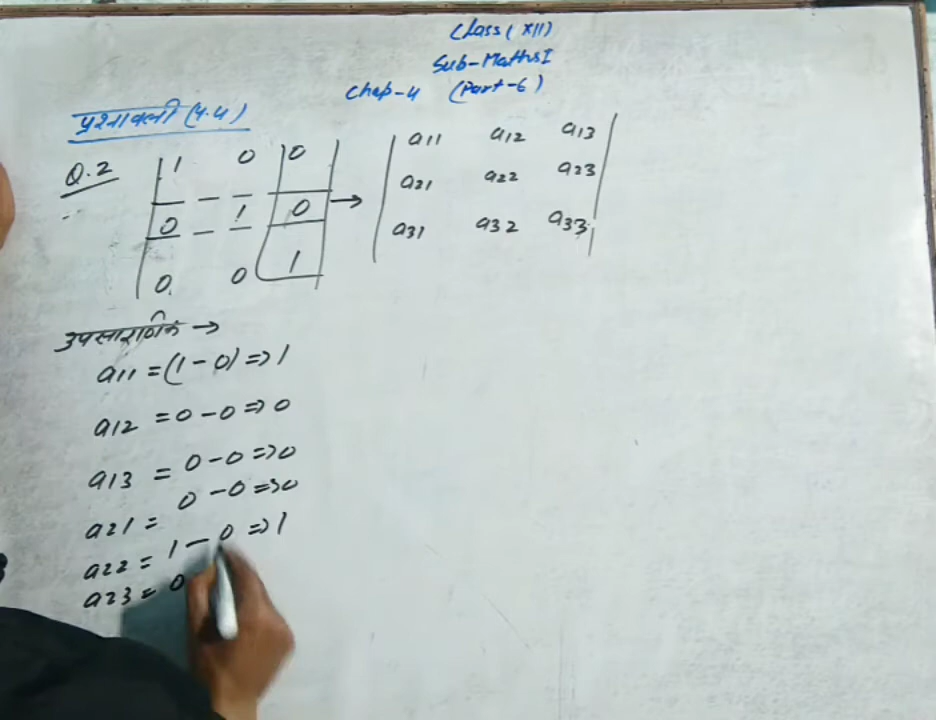 Class (XII)
Sub-Maths I
Chap-4 (Part-6)
प्रश्नावली (4.4)
Q.2
1 0 0
0 1 0
0 0 1
→
a11 a12 a13
a21 a22 a23
a31 a32 a33
उपसारणिक →
a11 = (1 - 0) => 1
a12 = 0 - 0 => 0
a13 = 0 - 0 => 0
a21 = 0 - 0 => 0
a22 = 1 - 0 => 1
a23 = 0